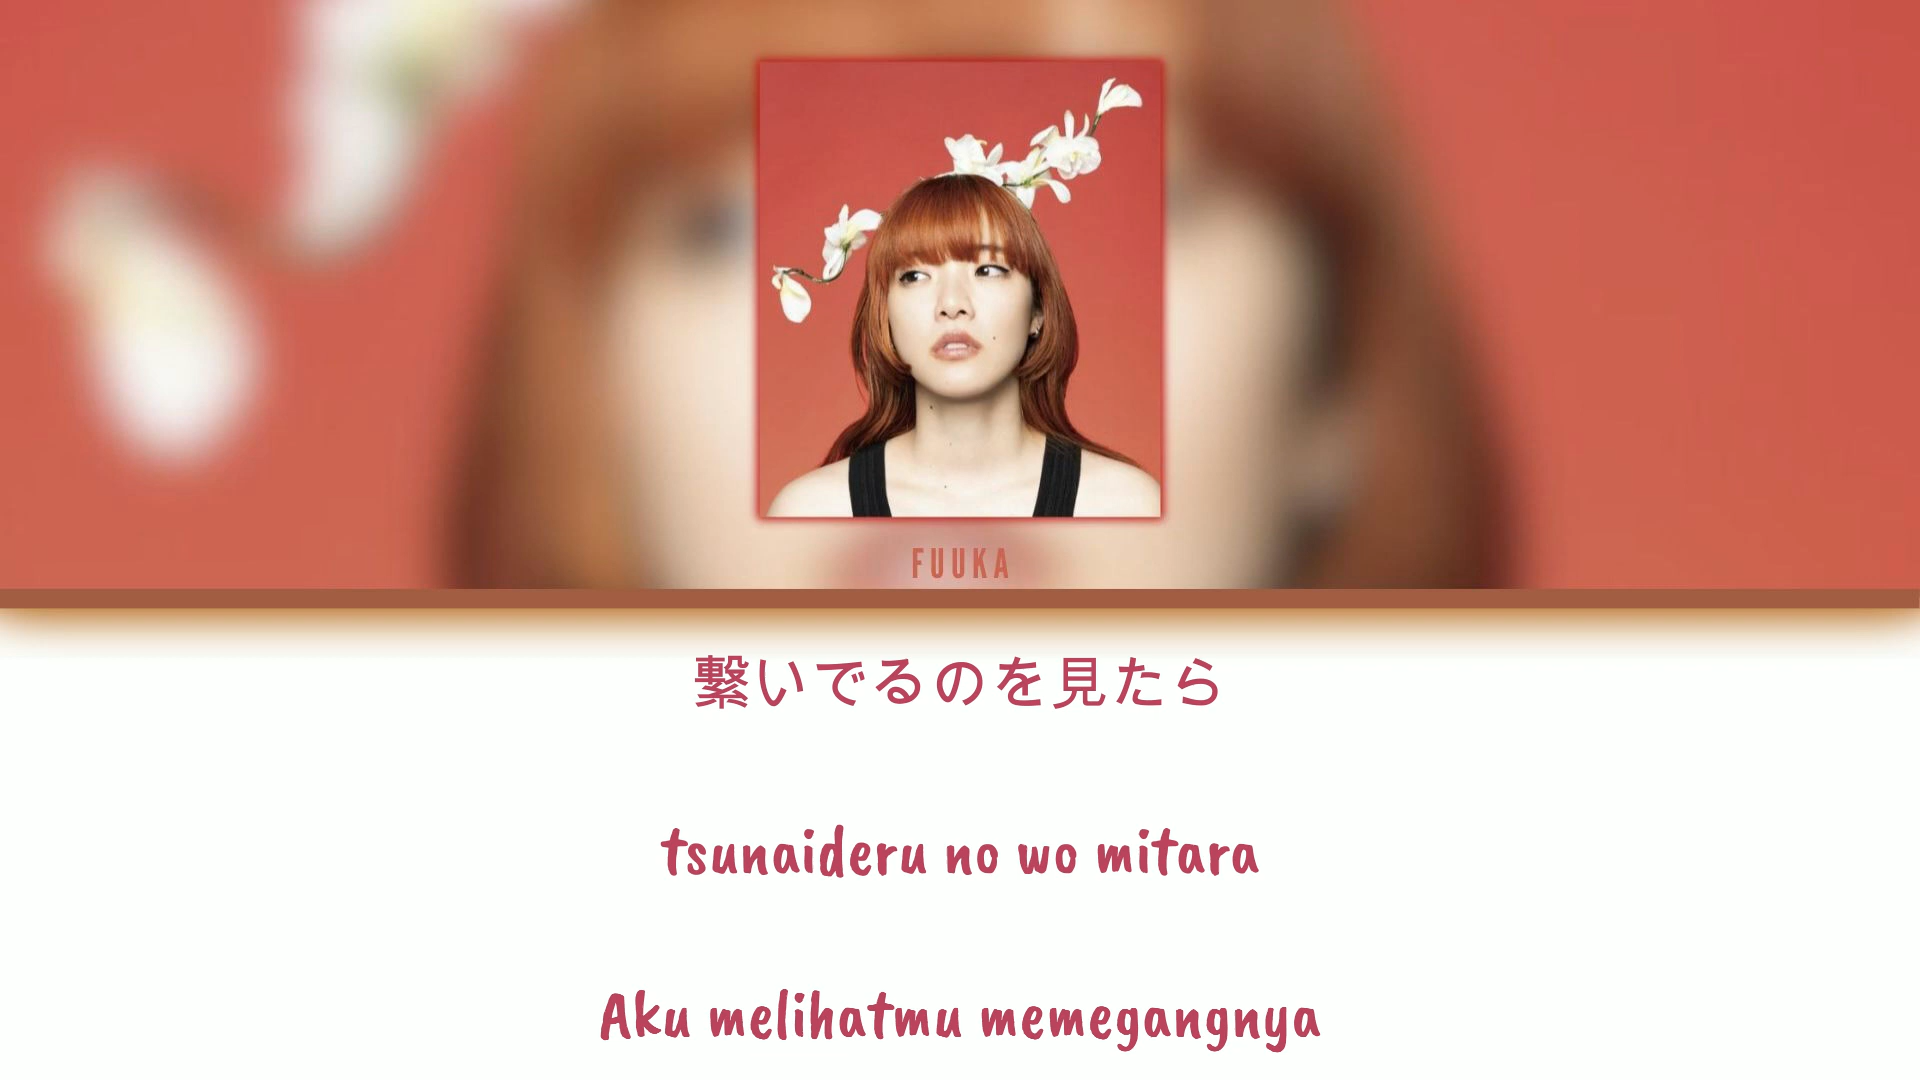 FUUKA
繋いでるのを見たら
tsunaideru no wo mitara
Aku melihatmu memegangnya